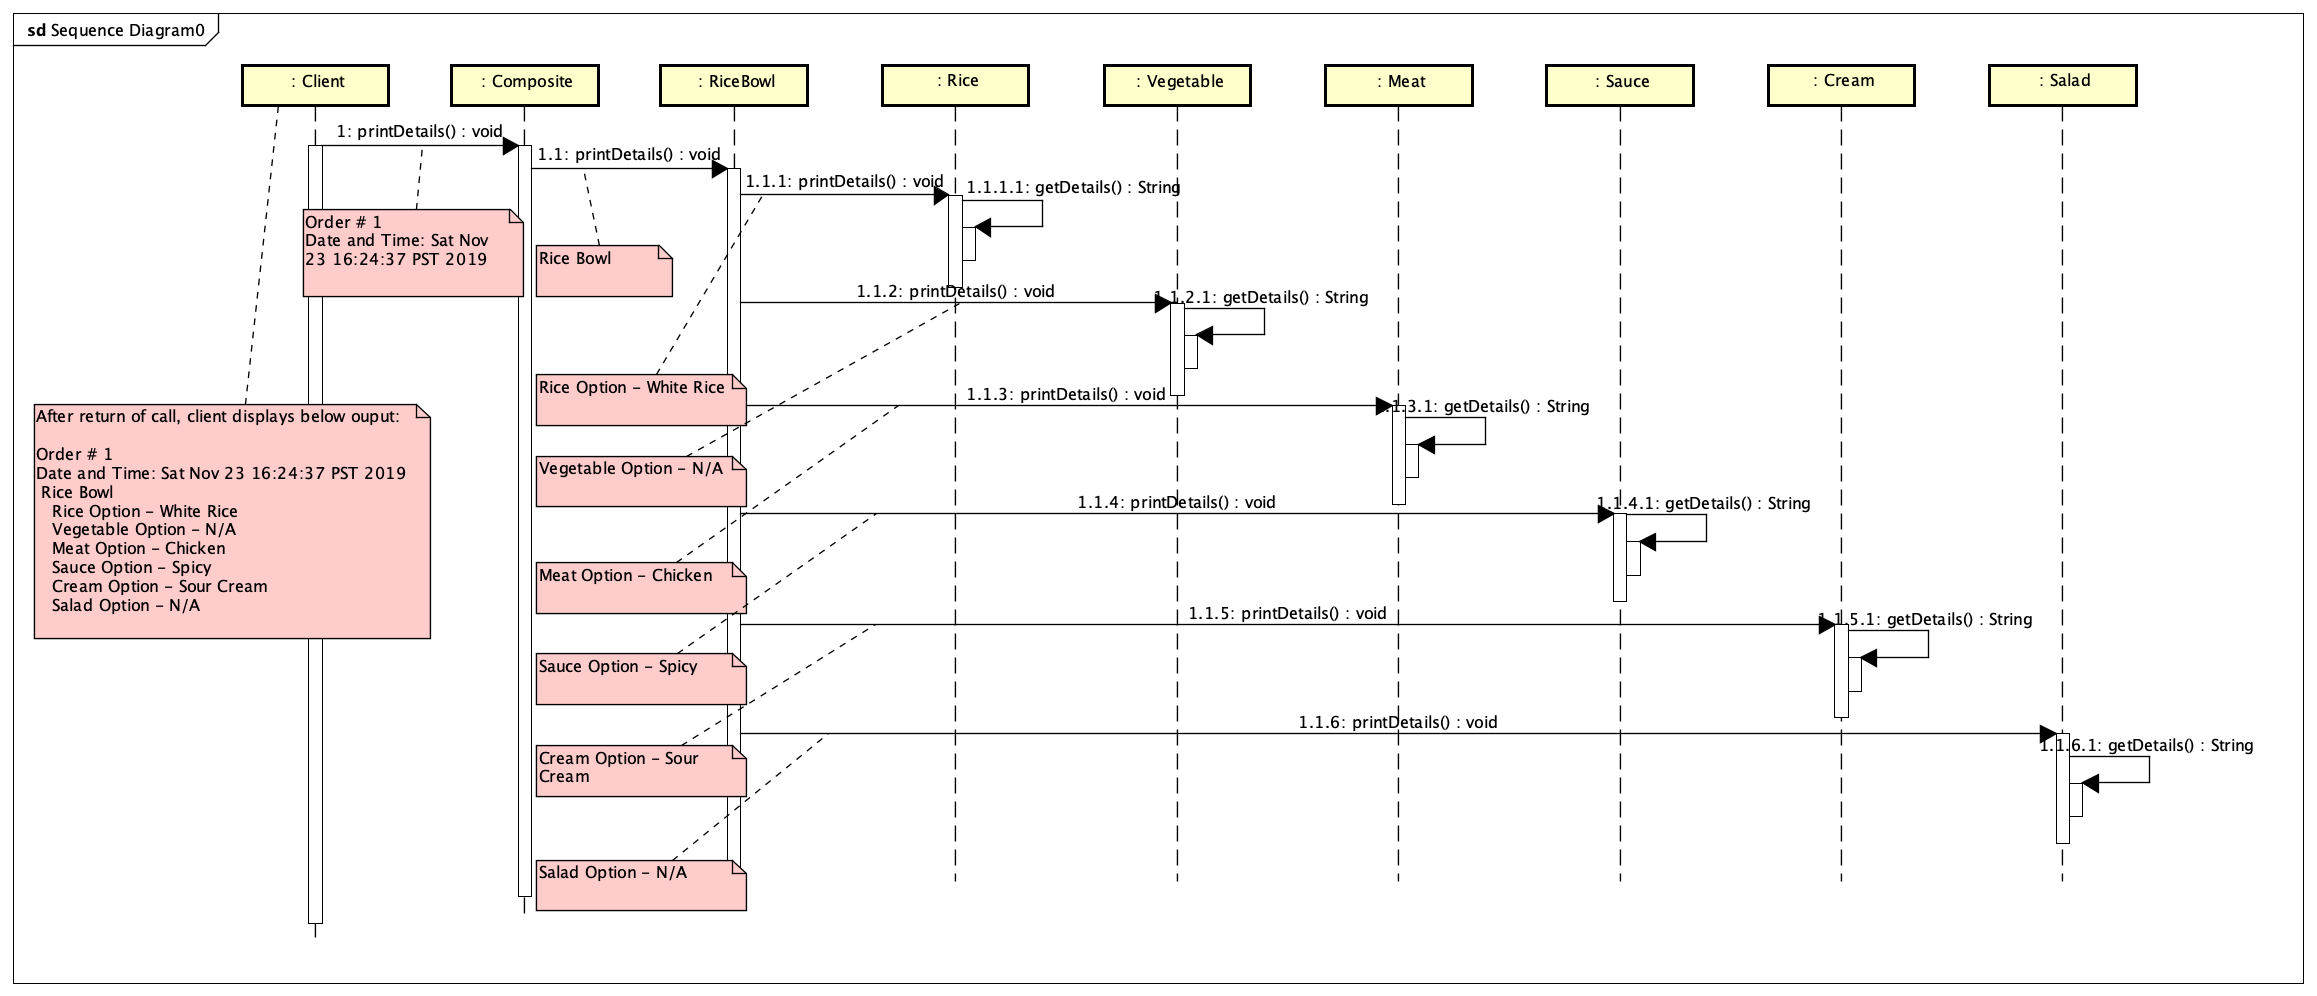 sd Sequence Diagram0
: Client
: Composite
: RiceBowl
: Rice
: Vegetable
: Meat
: Sauce
: Cream
: Salad
1: printDetails() : void
1.1: printDetails() : void
1.1.1: printDetails() : void
1.1.1.1: getDetails() : String
Order # 1
Date and Time: Sat Nov
23 16:24:37 PST 2019
Rice Bowl
1.1.2: printDetails() : void
1.1.2.1: getDetails() : String
Rice Option - White Rice
1.1.3: printDetails() : void
1.1.3.1: getDetails() : String
After return of call, client displays below ouput:
Order # 1
Date and Time: Sat Nov 23 16:24:37 PST 2019
Rice Bowl
Rice Option - White Rice
Vegetable Option - N/A
Meat Option - Chicken
Sauce Option - Spicy
Cream Option - Sour Cream
Salad Option - N/A
Vegetable Option - N/A
1.1.4: printDetails() : void
1.1.4.1: getDetails() : String
Meat Option - Chicken
1.1.5: printDetails() : void
1.1.5.1: getDetails() : String
Sauce Option - Spicy
1.1.6: printDetails() : void
1.1.6.1: getDetails() : String
Cream Option - Sour
Cream
Salad Option - N/A